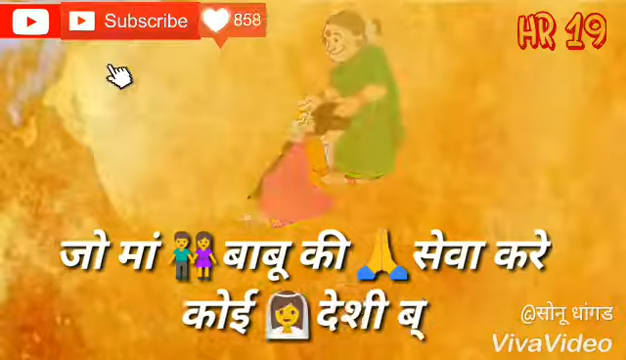 Subscribe
858
HR 19
जो मां 👫 बाबू की 🙏 सेवा करे
कोई 👰 देशी ब्
@सोनू धांगड
VivaVideo